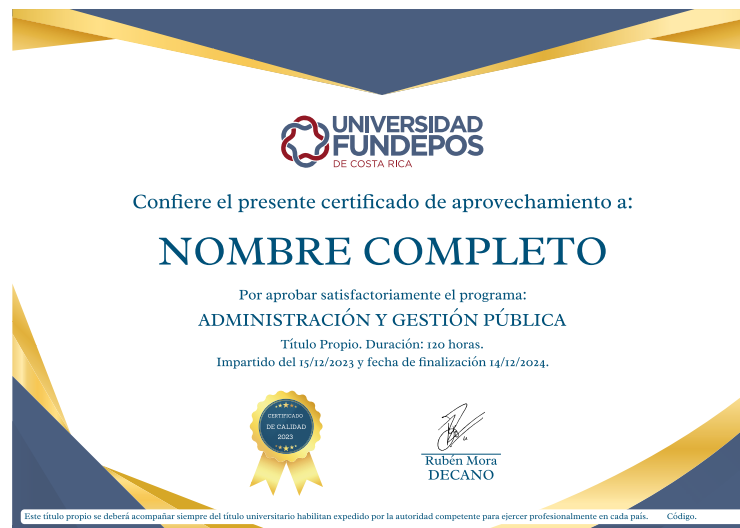 UNIVERSIDAD
FUNDEPOS
DE COSTA RICA
Confiere el presente certificado de aprovechamiento a:
NOMBRE COMPLETO
Por aprobar satisfactoriamente el programa:
ADMINISTRACIÓN Y GESTIÓN PÚBLICA
Título Propio. Duración: 120 horas.
Impartido del 15/12/2023 y fecha de finalización 14/12/2024.
CERTIFICADO
DE CALIDAD
2023
Rubén Mora
DECANO
Este título propio se deberá acompañar siempre del título universitario habilitan expedido por la autoridad competente para ejercer profesionalmente en cada país. Código.